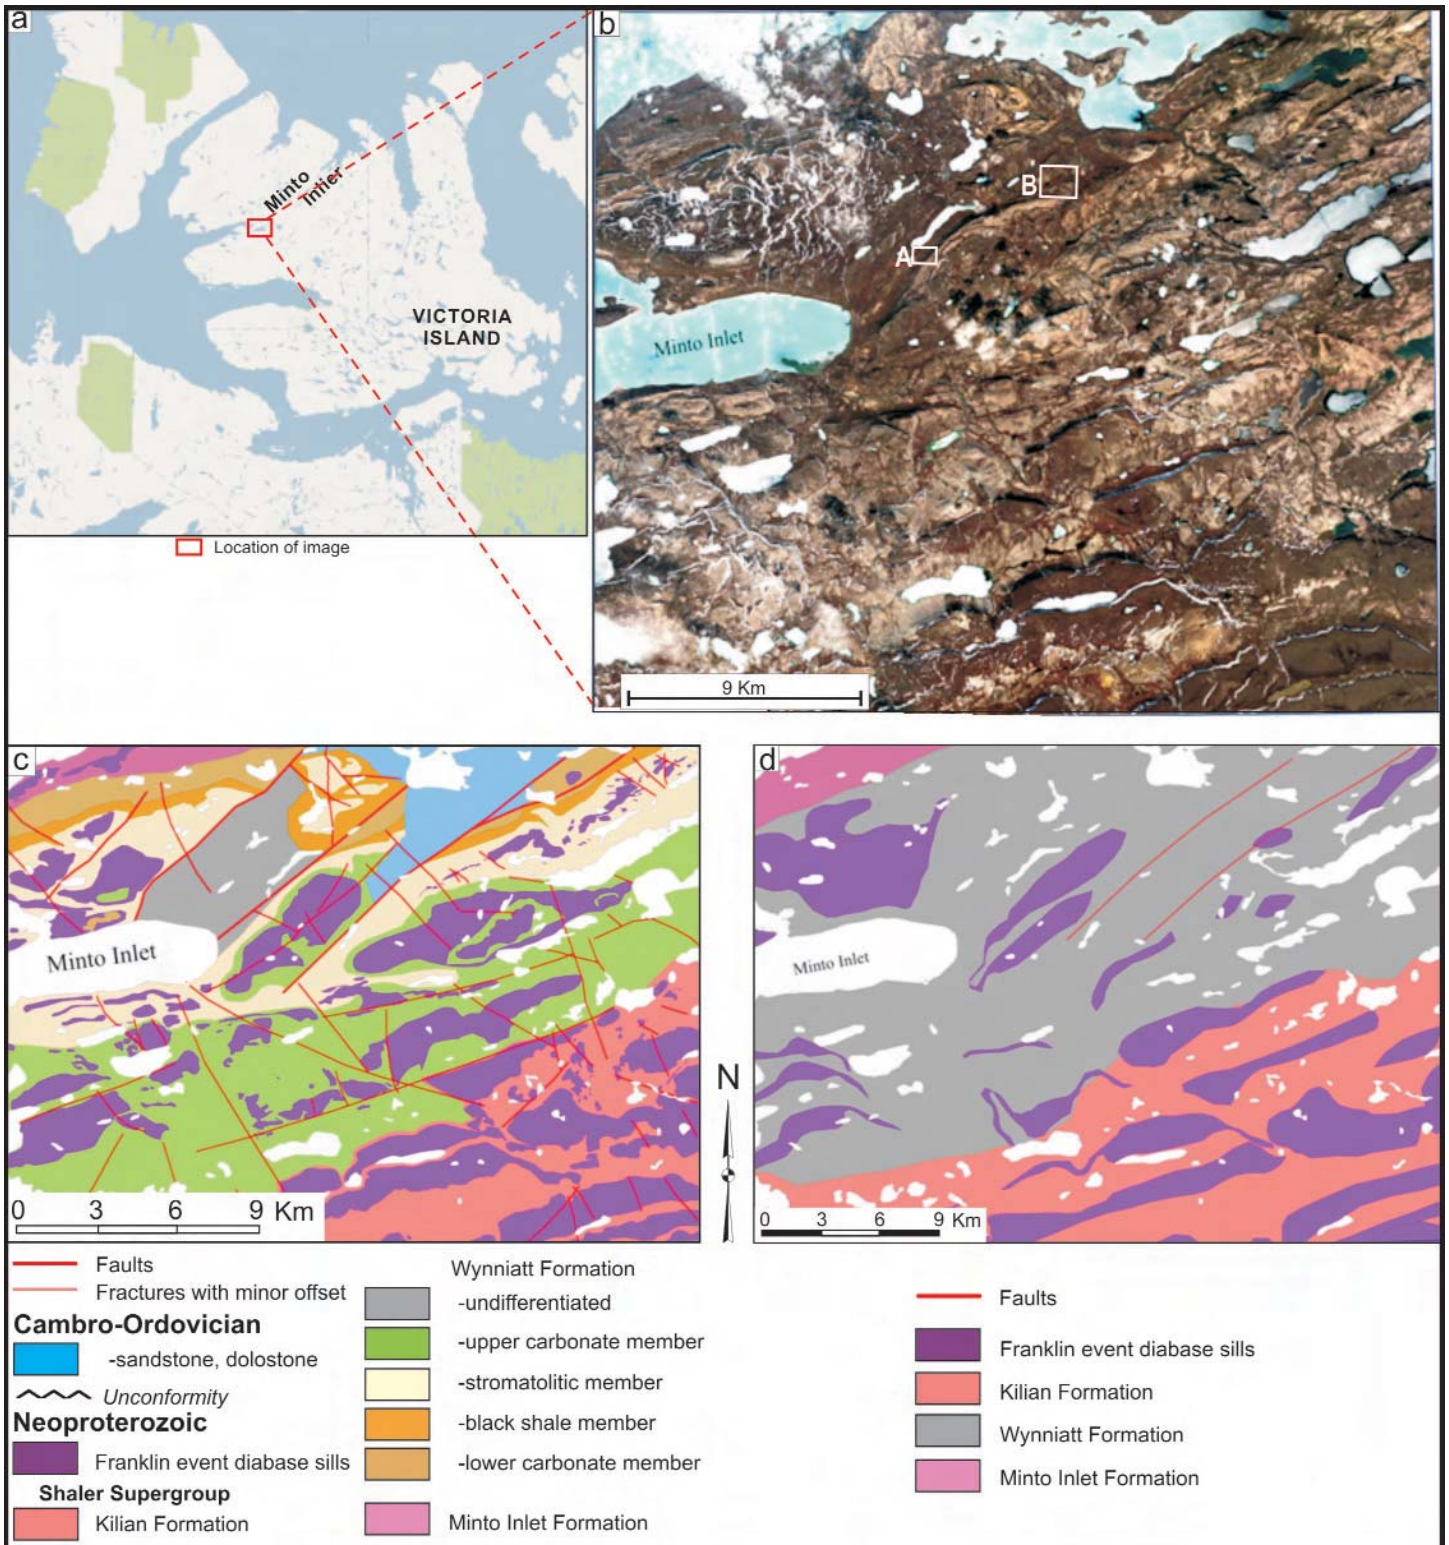 a
Minto
Inlier
VICTORIA
ISLAND
Location of image
b
B
A
Minto Inlet
9 Km
c
Minto Inlet
0 3 6 9 Km
N
d
Minto Inlet
0 3 6 9 Km
Faults
Fractures with minor offset
Cambro-Ordovician
-sandstone, dolostone
Unconformity
Neoproterozoic
Franklin event diabase sills
Shaler Supergroup
Kilian Formation
Wynniatt Formation
-undifferentiated
-upper carbonate member
-stromatolitic member
-black shale member
-lower carbonate member
Minto Inlet Formation
Faults
Franklin event diabase sills
Kilian Formation
Wynniatt Formation
Minto Inlet Formation